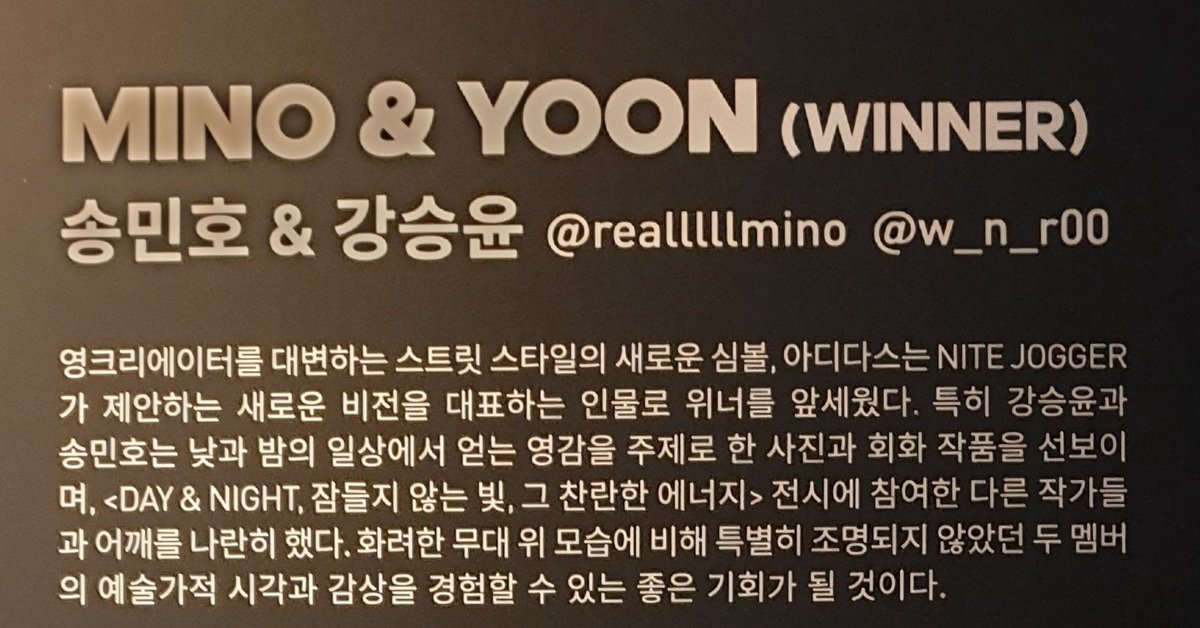 MINO & YOON (WINNER)
송민호 & 강승윤 @realllllmino @w_n_r00
영크리에이터를 대변하는 스트릿 스타일의 새로운 심볼, 아디다스는 NITE JOGGER
가 제안하는 새로운 비전을 대표하는 인물로 위너를 앞세웠다. 특히 강승윤과
송민호는 낮과 밤의 일상에서 얻는 영감을 주제로 한 사진과 회화 작품을 선보이
며, <DAY & NIGHT, 잠들지 않는 빛, 그 찬란한 에너지> 전시에 참여한 다른 작가들
과 어깨를 나란히 했다. 화려한 무대 위 모습에 비해 특별히 조명되지 않았던 두 멤버
의 예술가적 시각과 감상을 경험할 수 있는 좋은 기회가 될 것이다.